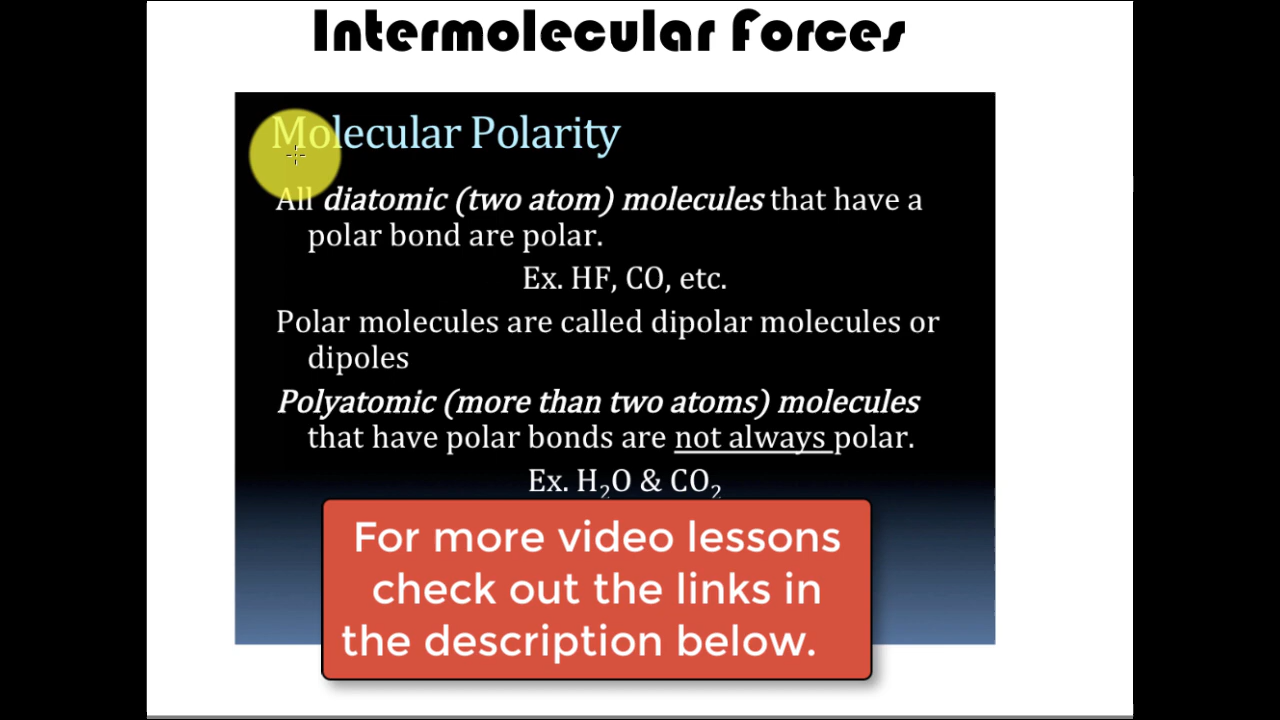 Intermolecular Forces
Molecular Polarity
All diatomic (two atom) molecules that have a
polar bond are polar.
Ex. HF, CO, etc.
Polar molecules are called dipolar molecules or
dipoles
Polyatomic (more than two atoms) molecules
that have polar bonds are not always polar.
Ex. H₂O & CO₂
For more video lessons
check out the links in
the description below.